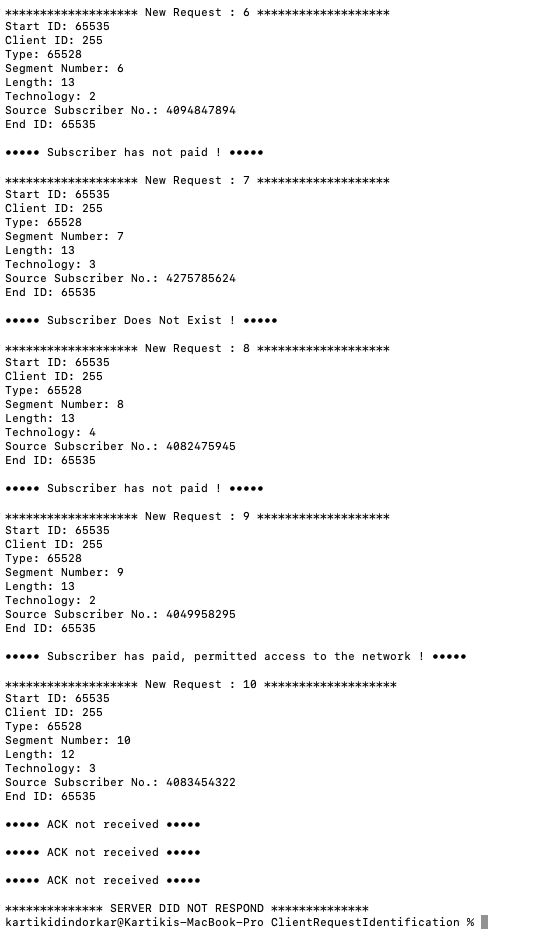 ******************* New Request : 6 *******************
Start ID: 65535
Client ID: 255
Type: 65528
Segment Number: 6
Length: 13
Technology: 2
Source Subscriber No.: 4094847894
End ID: 65535
••••• Subscriber has not paid ! •••••
******************* New Request : 7 *******************
Start ID: 65535
Client ID: 255
Type: 65528
Segment Number: 7
Length: 13
Technology: 3
Source Subscriber No.: 4275785624
End ID: 65535
••••• Subscriber Does Not Exist ! •••••
******************* New Request : 8 *******************
Start ID: 65535
Client ID: 255
Type: 65528
Segment Number: 8
Length: 13
Technology: 4
Source Subscriber No.: 4082475945
End ID: 65535
••••• Subscriber has not paid ! •••••
******************* New Request : 9 *******************
Start ID: 65535
Client ID: 255
Type: 65528
Segment Number: 9
Length: 13
Technology: 2
Source Subscriber No.: 4049958295
End ID: 65535
••••• Subscriber has paid, permitted access to the network ! •••••
******************* New Request : 10 *******************
Start ID: 65535
Client ID: 255
Type: 65528
Segment Number: 10
Length: 12
Technology: 3
Source Subscriber No.: 4083454322
End ID: 65535
••••• ACK not received •••••
••••• ACK not received •••••
••••• ACK not received •••••
************** SERVER DID NOT RESPOND **************
kartikidindorkar@Kartikis-MacBook-Pro ClientRequestIdentification %